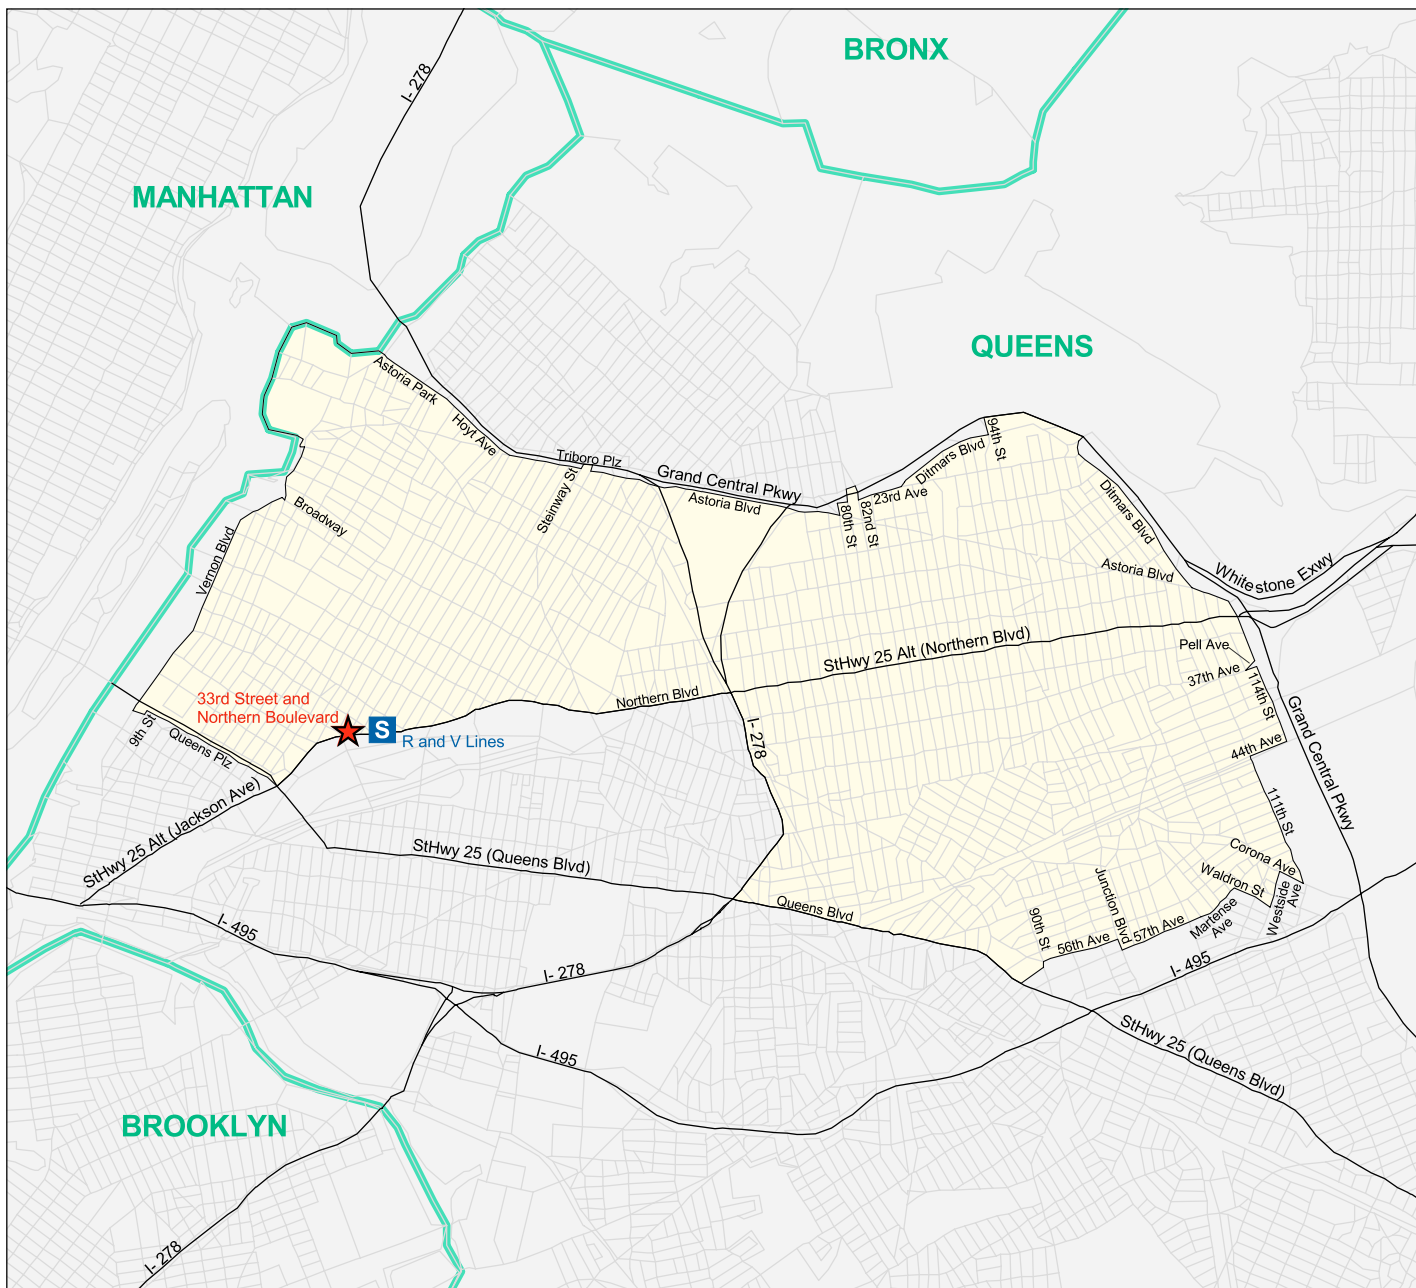 BRONX
I- 278
MANHATTAN
QUEENS
Astoria Park
Hoyt Ave
Triboro Plz
Steinway St
Grand Central Pkwy
Astoria Blvd
80th St
82nd St
23rd Ave
Ditmars Blvd
94th St
Ditmars Blvd
Astoria Blvd
Whitestone Exwy
Broadway
Vernon Blvd
StHwy 25 Alt (Northern Blvd)
Pell Ave
37th Ave
114th St
Northern Blvd
33rd Street and
Northern Boulevard
S
R and V Lines
9th St
Queens Plz
I- 278
44th Ave
Grand Central Pkwy
111th St
StHwy 25 Alt (Jackson Ave)
StHwy 25 (Queens Blvd)
Corona Ave
Waldron St
Westside
Ave
Martense
Ave
Junction Blvd
57th Ave
56th Ave
90th St
Queens Blvd
I- 495
I- 278
I- 495
I- 495
StHwy 25 (Queens Blvd)
BROOKLYN
I- 278